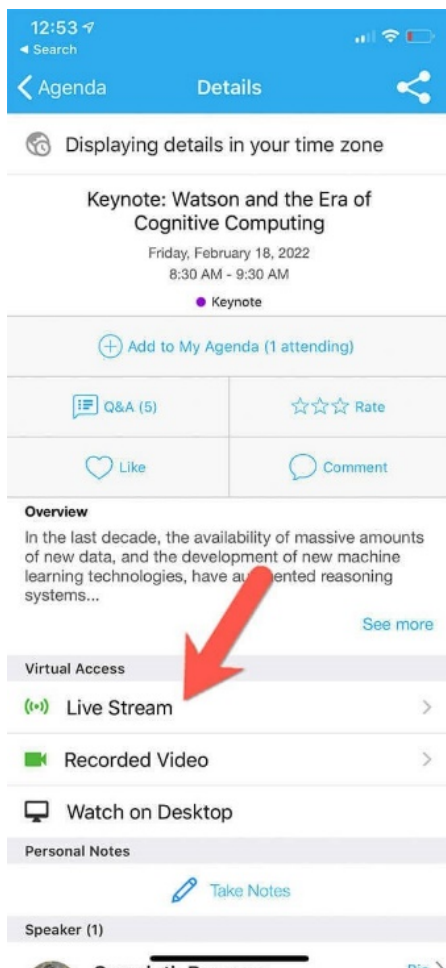 12:53
◀ Search
Agenda
Details
Displaying details in your time zone
Keynote: Watson and the Era of
Cognitive Computing
Friday, February 18, 2022
8:30 AM - 9:30 AM
Keynote
Add to My Agenda (1 attending)
Q&A (5)
Rate
Like
Comment
Overview
In the last decade, the availability of massive amounts
of new data, and the development of new machine
learning technologies, have augmented reasoning
systems...
See more
Virtual Access
Live Stream
Recorded Video
Watch on Desktop
Personal Notes
Take Notes
Speaker (1)